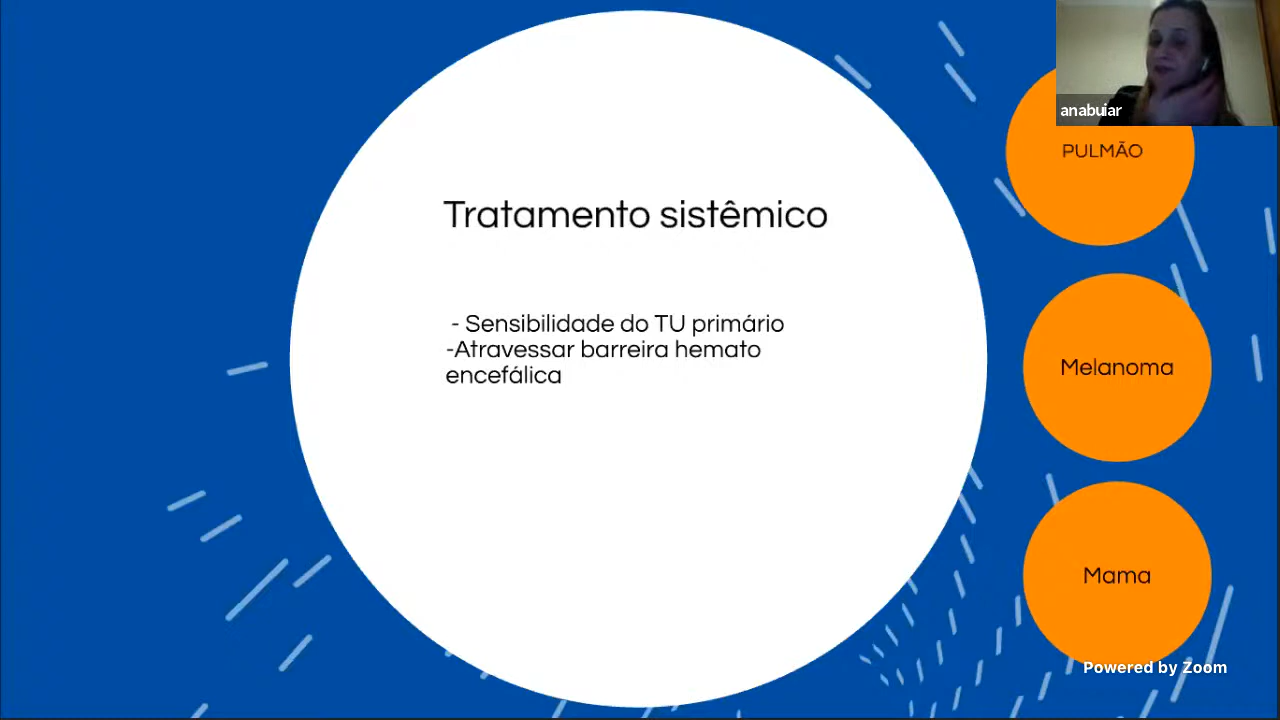 anabuiar
PULMÃO
Tratamento sistêmico
- Sensibilidade do TU primário
-Atravessar barreira hemato
encefálica
Melanoma
Mama
Powered by Zoom